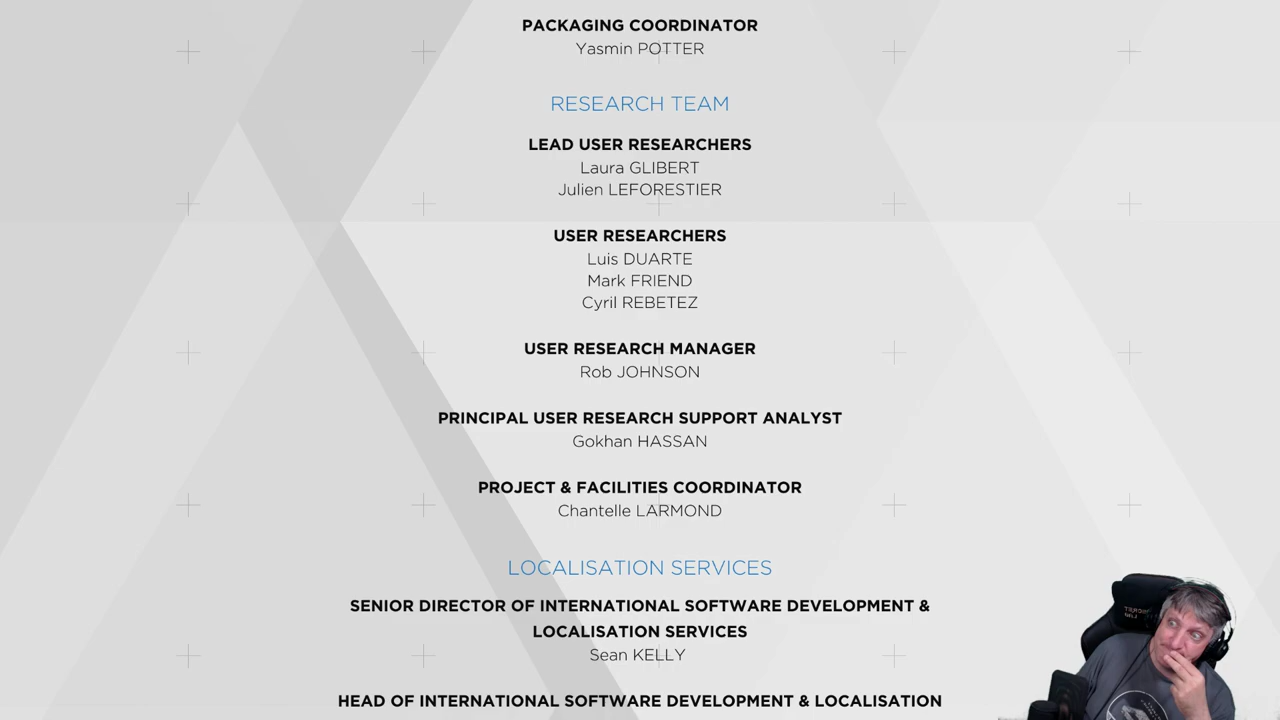 PACKAGING COORDINATOR
Yasmin POTTER
RESEARCH TEAM
LEAD USER RESEARCHERS
Laura GLIBERT
Julien LEFORESTIER
USER RESEARCHERS
Luis DUARTE
Mark FRIEND
Cyril REBETEZ
USER RESEARCH MANAGER
Rob JOHNSON
PRINCIPAL USER RESEARCH SUPPORT ANALYST
Gokhan HASSAN
PROJECT & FACILITIES COORDINATOR
Chantelle LARMOND
LOCALISATION SERVICES
SENIOR DIRECTOR OF INTERNATIONAL SOFTWARE DEVELOPMENT &
LOCALISATION SERVICES
Sean KELLY
HEAD OF INTERNATIONAL SOFTWARE DEVELOPMENT & LOCALISATION